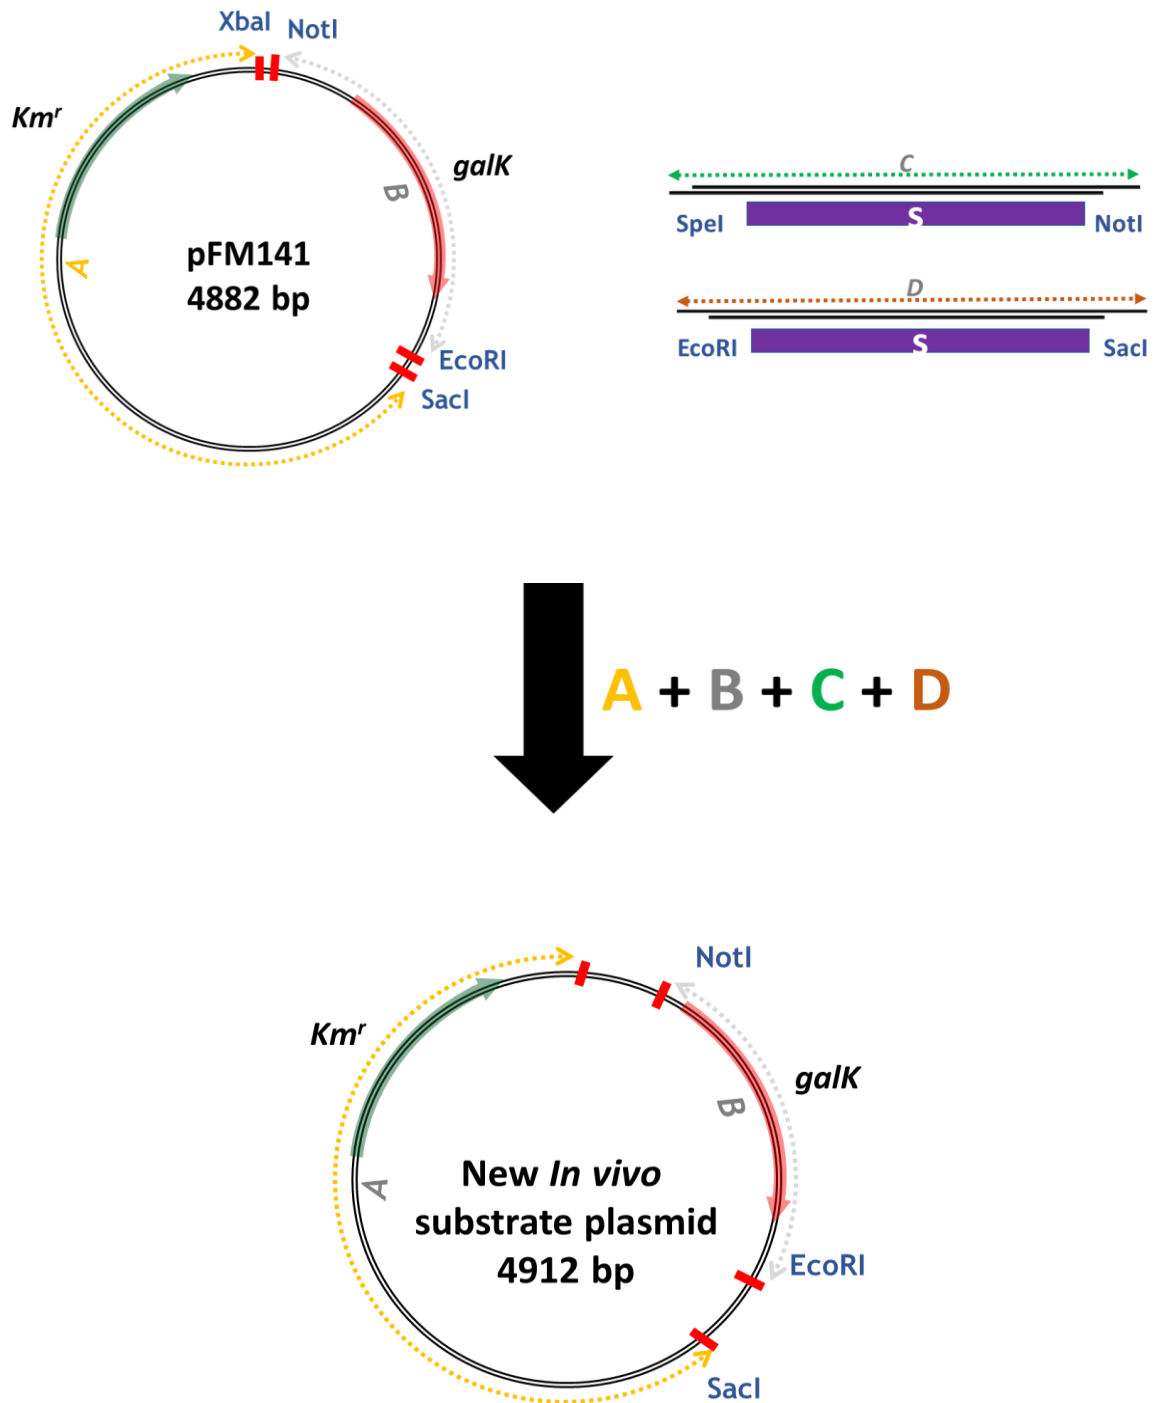 XbaI NotI
Kmʳ
galK
B
A
pFM141
4882 bp
EcoRI
SacI
C
S
SpeI NotI
D
S
EcoRI SacI
A + B + C + D
NotI
Kmʳ
galK
B
A
New In vivo
substrate plasmid
4912 bp
EcoRI
SacI